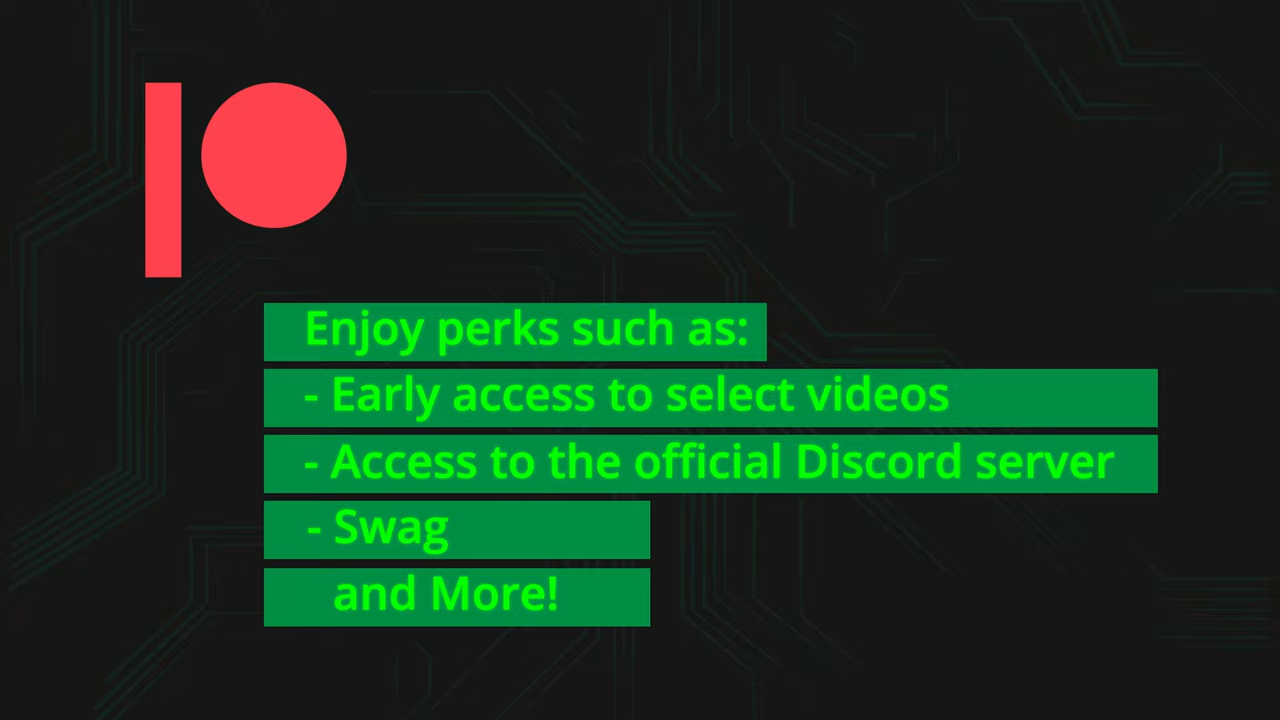 Enjoy perks such as:
- Early access to select videos
- Access to the official Discord server
- Swag
and More!